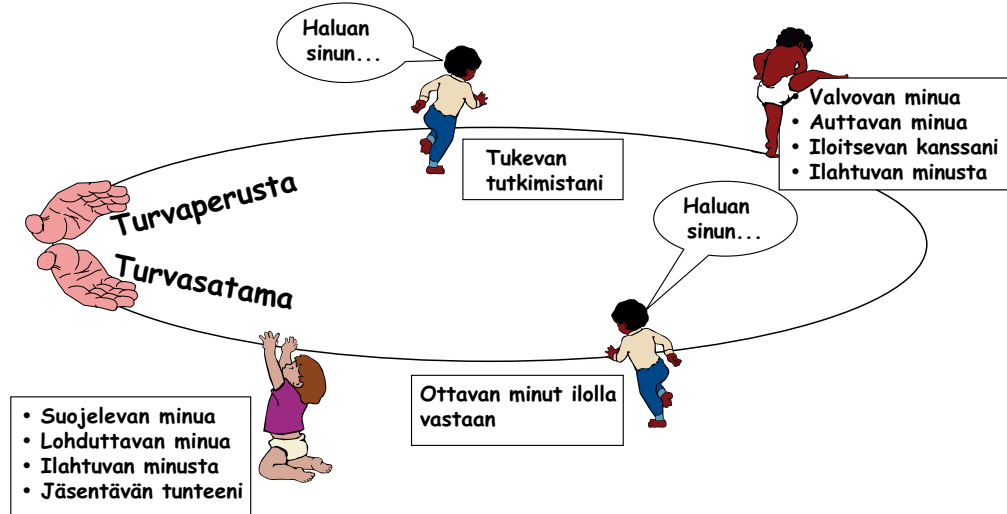 Haluan
sinun...
• Valvovan minua
• Auttavan minua
• Iloitsevan kanssani
• Ilahtuvan minusta
Tukevan
tutkimistani
Turvaperusta
Haluan
sinun...
Turvasatama
Ottavan minut ilolla
vastaan
• Suojelevan minua
• Lohduttavan minua
• Ilahtuvan minusta
• Jäsentävän tunteeni